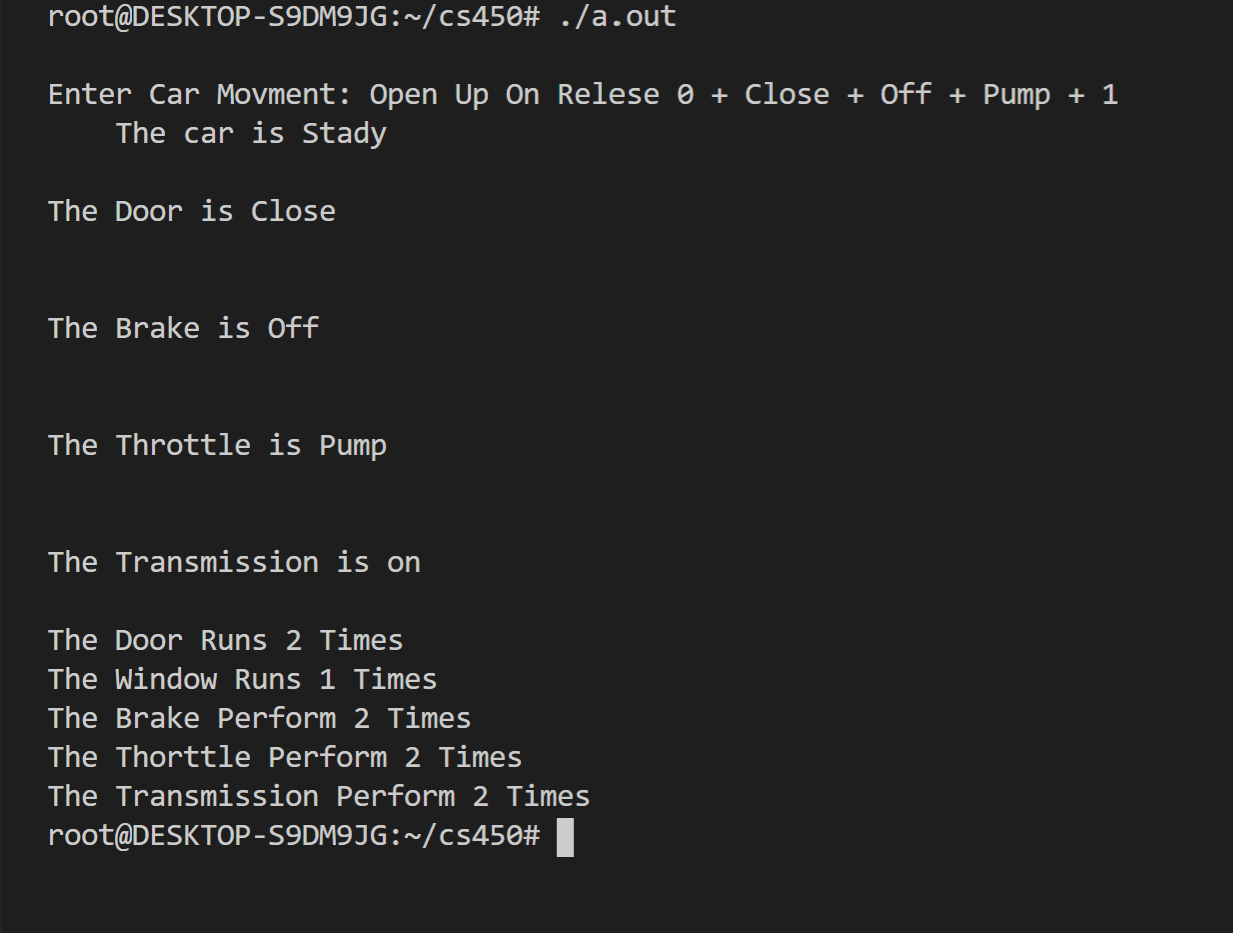 root@DESKTOP-S9DM9JG:~/cs450# ./a.out
Enter Car Movment: Open Up On Relese 0 + Close + Off + Pump + 1
The car is Stady
The Door is Close
The Brake is Off
The Throttle is Pump
The Transmission is on
The Door Runs 2 Times
The Window Runs 1 Times
The Brake Perform 2 Times
The Thorttle Perform 2 Times
The Transmission Perform 2 Times
root@DESKTOP-S9DM9JG:~/cs450#